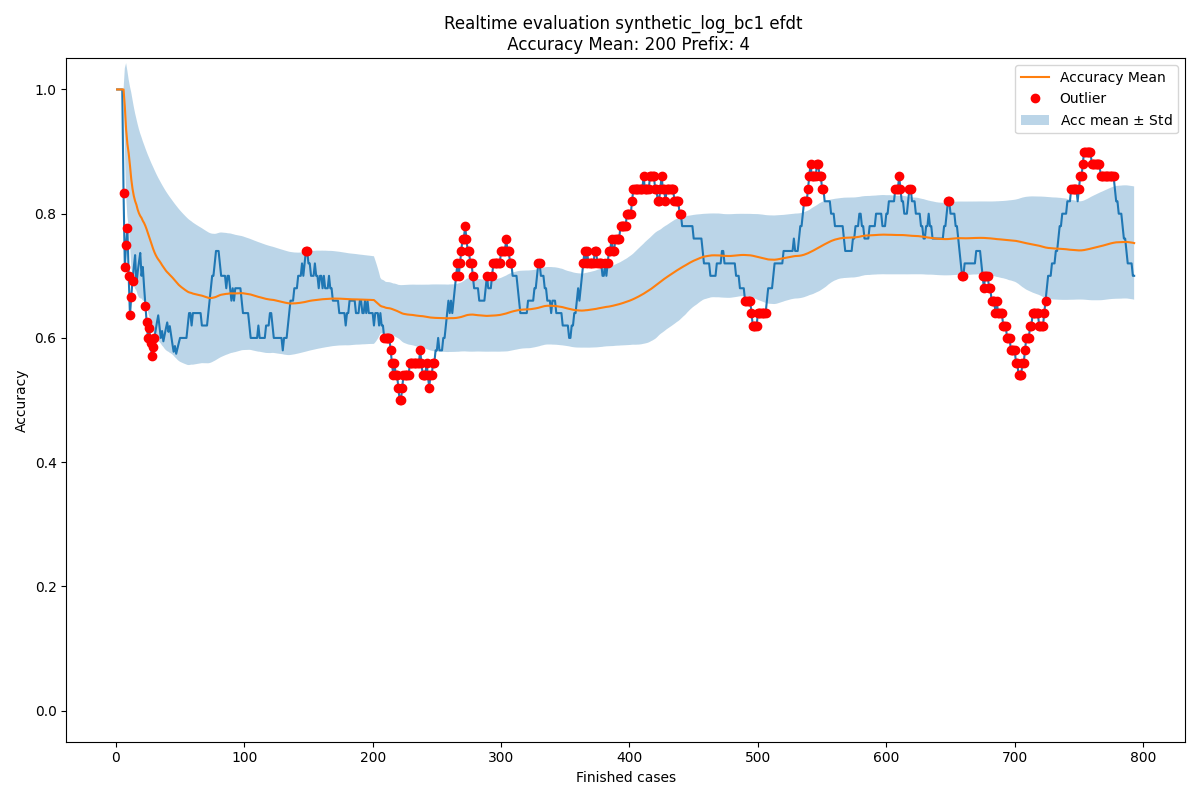 Realtime evaluation synthetic_log_bc1 efdt
Accuracy Mean: 200 Prefix: 4
Accuracy Mean
Outlier
Acc mean ± Std
Accuracy
1.0
0.8
0.6
0.4
0.2
0.0
0 100 200 300 400 500 600 700 800
Finished cases